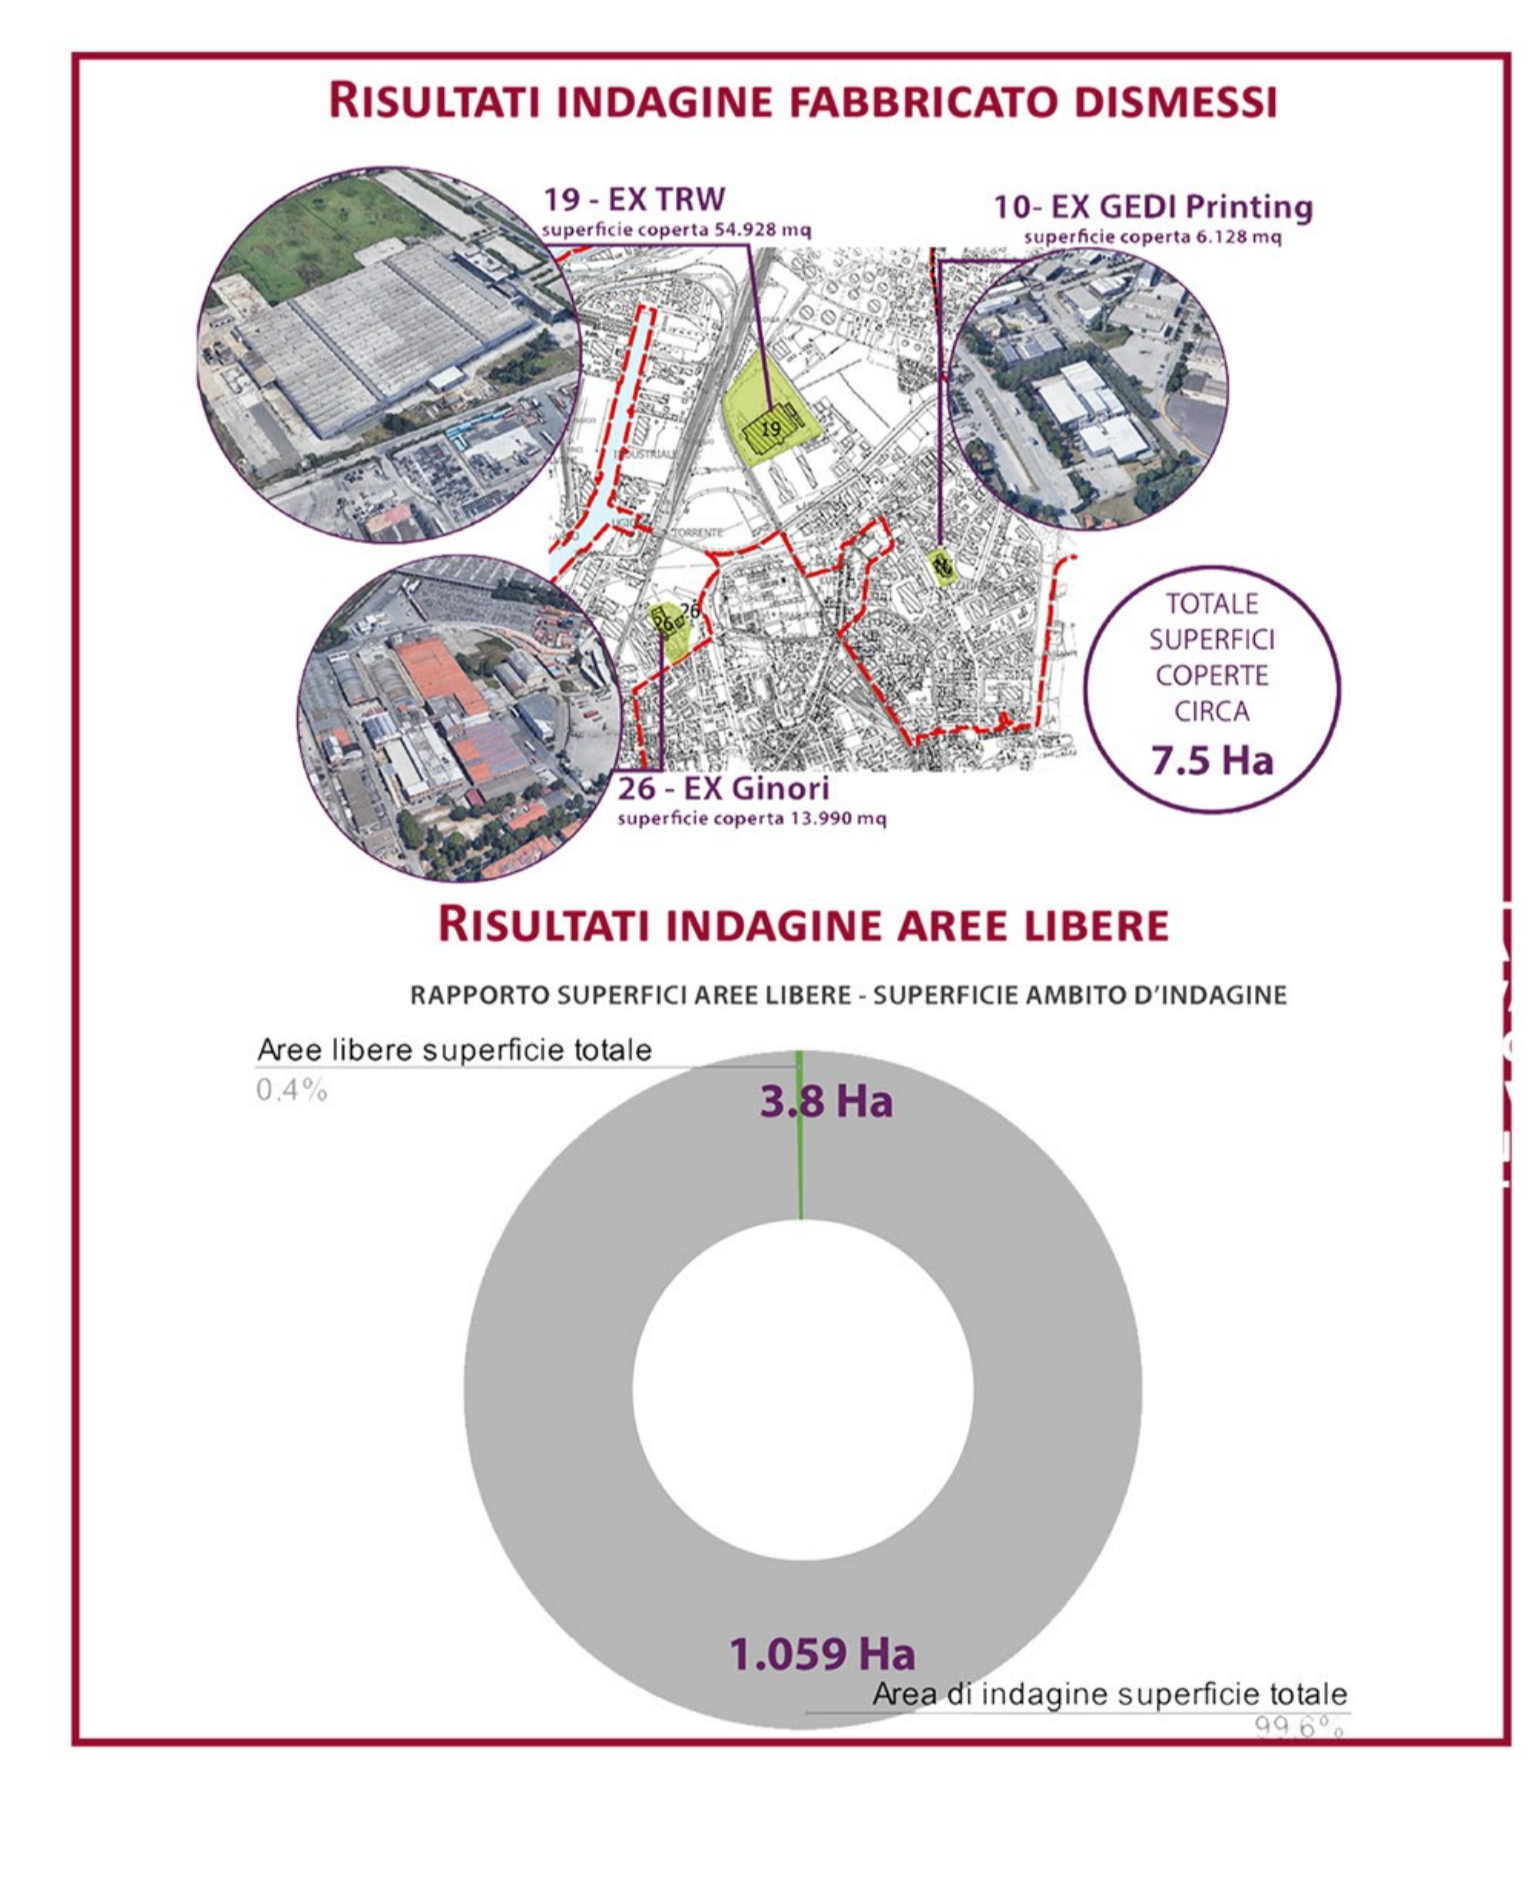 RISULTATI INDAGINE FABBRICATO DISMESSI
19 - EX TRW
superficie coperta 54.928 mq
10- EX GEDI Printing
superficie coperta 6.128 mq
19
INDUSTRIALE
TORRENTE
26
26
TOTALE
SUPERFICI
COPERTE
CIRCA
7.5 Ha
26 - EX Ginori
superficie coperta 13.990 mq
RISULTATI INDAGINE AREE LIBERE
RAPPORTO SUPERFICI AREE LIBERE - SUPERFICIE AMBITO D'INDAGINE
Aree libere superficie totale
0.4%
3.8 Ha
1.059 Ha
Area di indagine superficie totale
99.6%